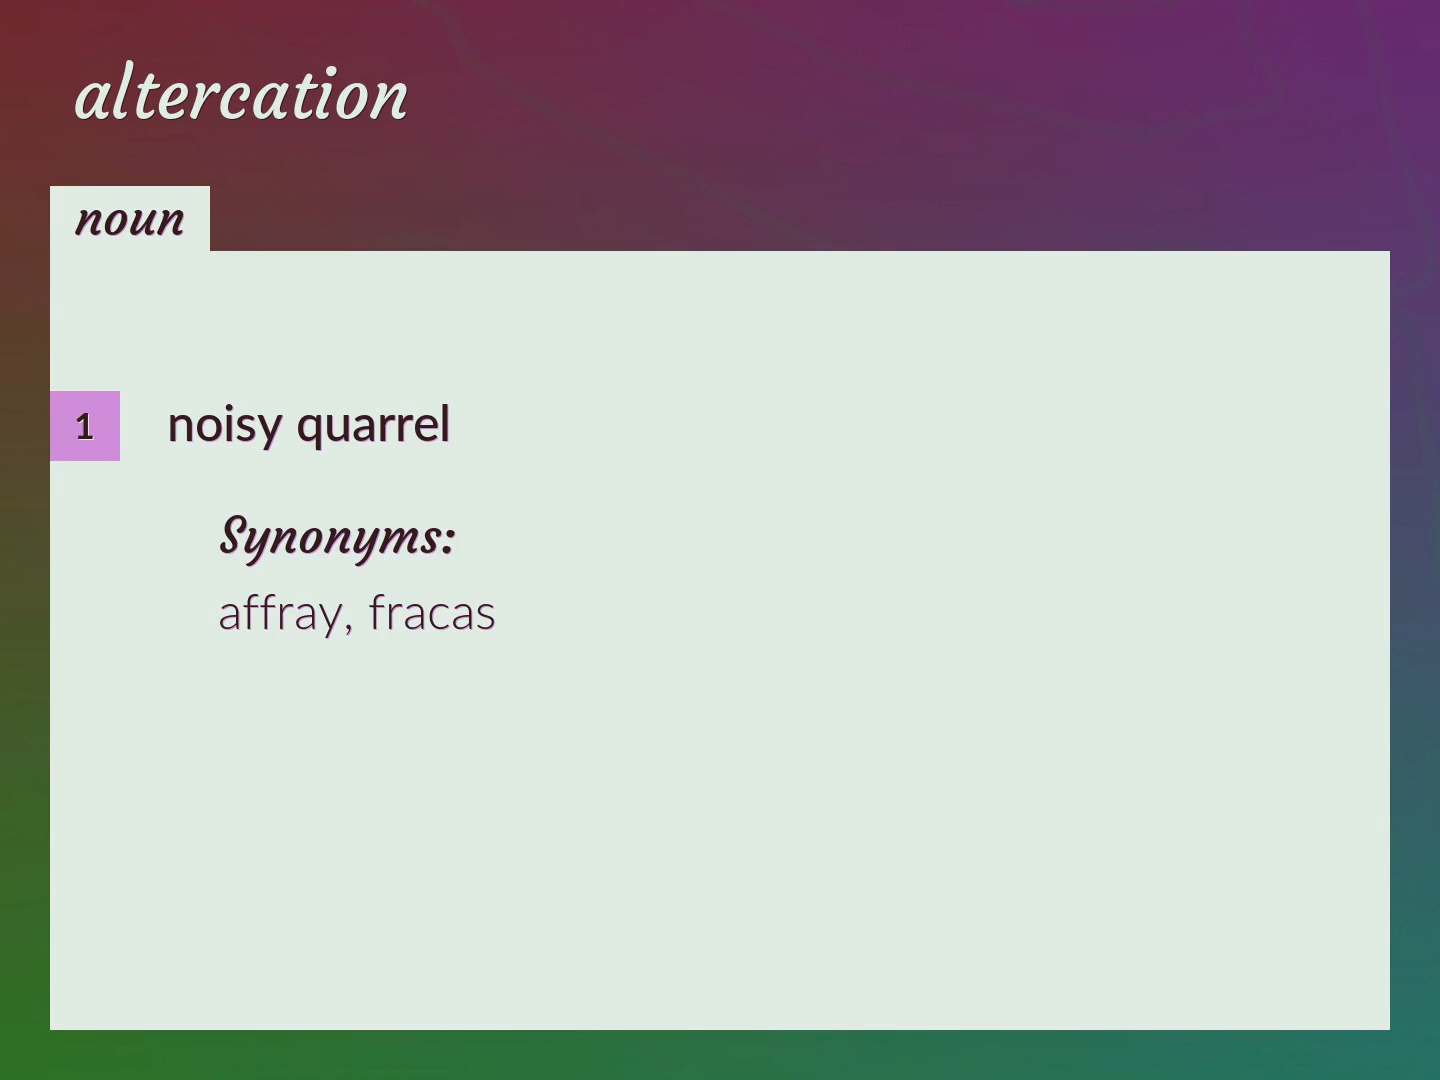 altercation
noun
1 noisy quarrel
Synonyms:
affray, fracas